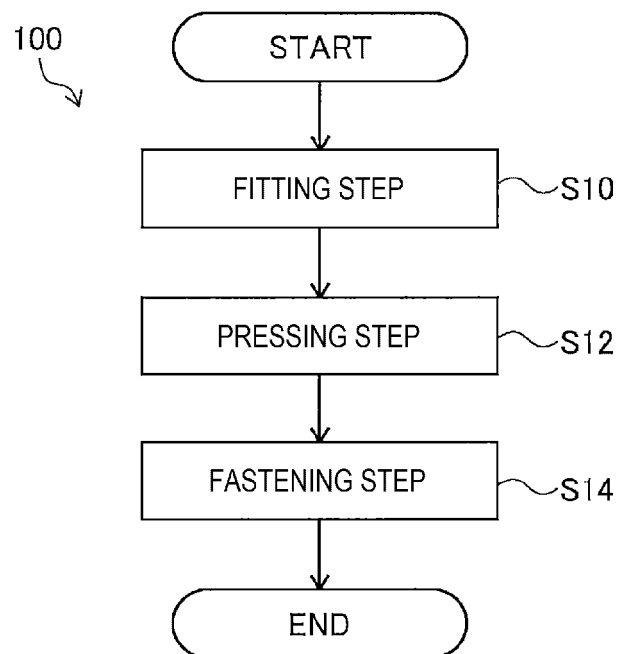 100
START
FITTING STEP
S10
PRESSING STEP
S12
FASTENING STEP
S14
END